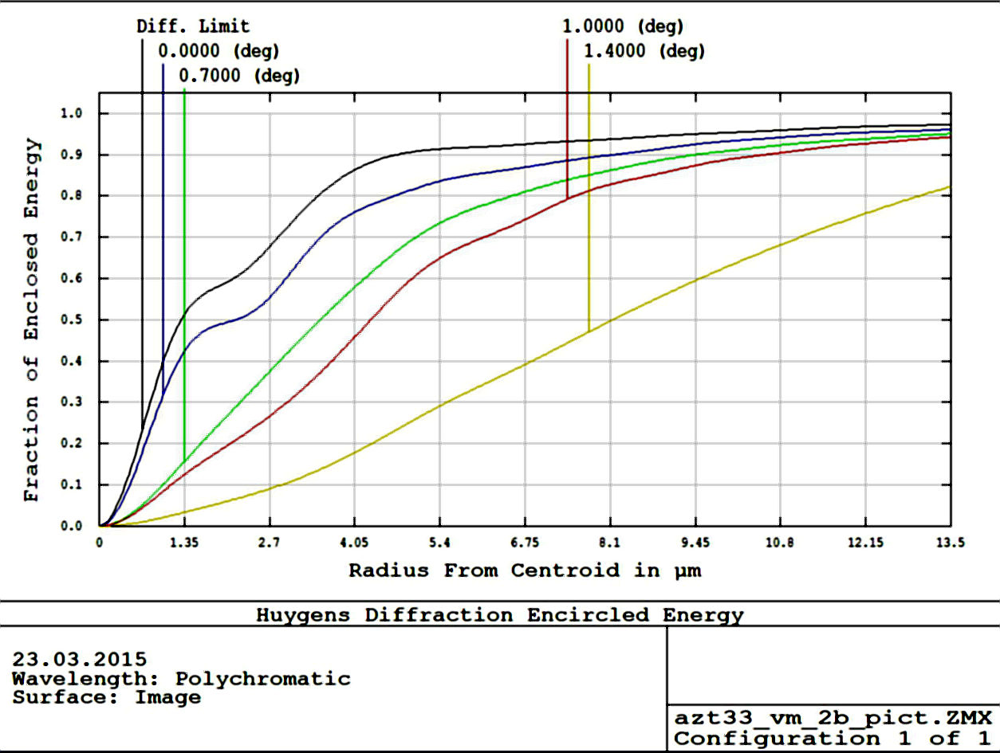 Diff. Limit
0.0000 (deg)
0.7000 (deg)
1.0000 (deg)
1.4000 (deg)
Fraction of Enclosed Energy
1.0
0.9
0.8
0.7
0.6
0.5
0.4
0.3
0.2
0.1
0.0
0 1.35 2.7 4.05 5.4 6.75 8.1 9.45 10.8 12.15 13.5
Radius From Centroid in µm
Huygens Diffraction Encircled Energy
23.03.2015
Wavelength: Polychromatic
Surface: Image
azt33_vm_2b_pict.ZMX
Configuration 1 of 1